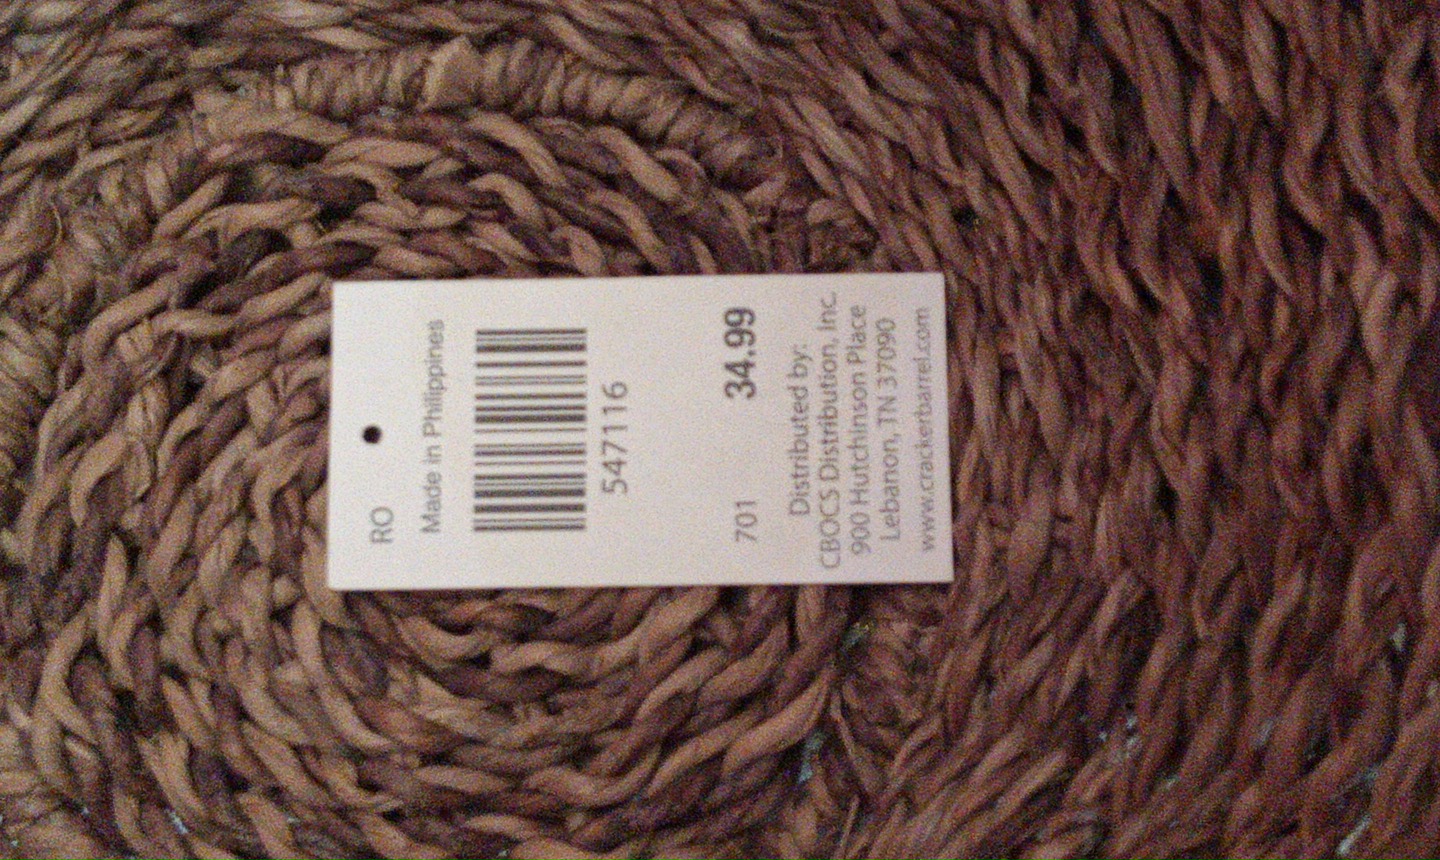 RO
Made in Philippines
547116
701 34.99
Distributed by:
CBOCS Distribution, Inc.
900 Hutchinson Place
Lebanon, TN 37090
www.crackerbarrel.com